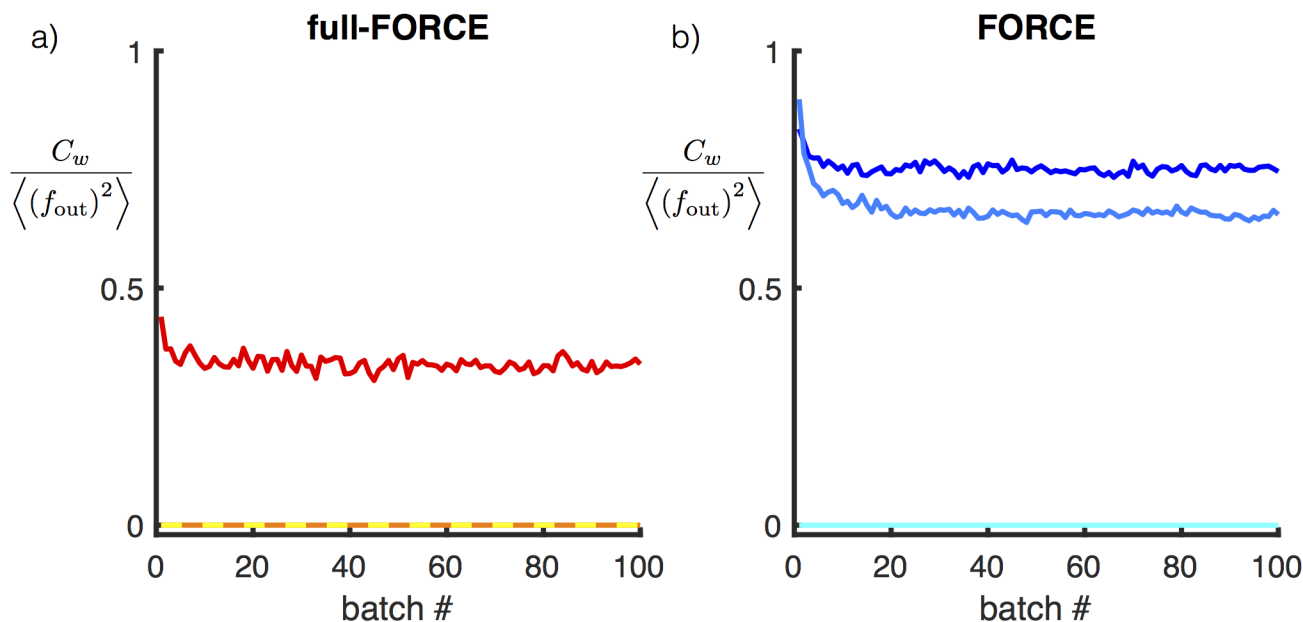 a) full-FORCE
1
C_w / ⟨(f_out)^2⟩
0.5
0
0 20 40 60 80 100
batch #
b) FORCE
1
C_w / ⟨(f_out)^2⟩
0.5
0
0 20 40 60 80 100
batch #